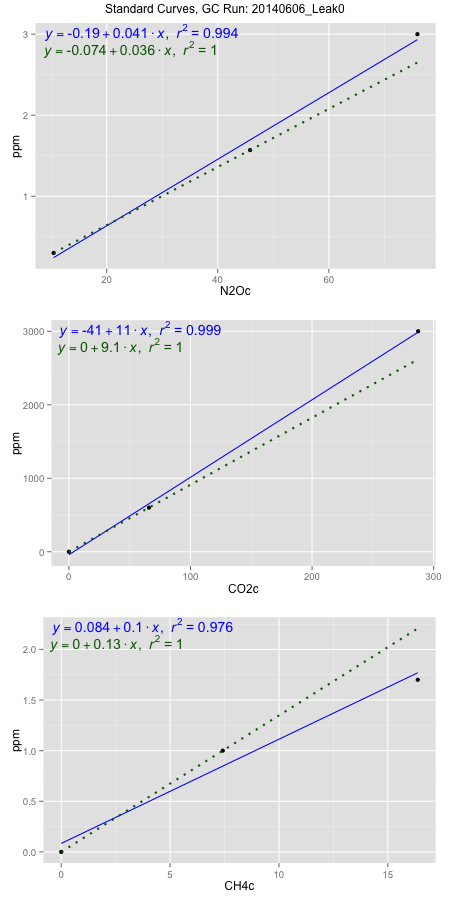 Standard Curves, GC Run: 20140606_Leak0
y = -0.19 + 0.041 · x, r² = 0.994
y = -0.074 + 0.036 · x, r² = 1
3
2
1
ppm
20 40 60
N2Oc
y = -41 + 11 · x, r² = 0.999
y = 0 + 9.1 · x, r² = 1
3000
2000
1000
0
ppm
0 100 200 300
CO2c
y = 0.084 + 0.1 · x, r² = 0.976
y = 0 + 0.13 · x, r² = 1
2.0
1.5
1.0
0.5
0.0
ppm
0 5 10 15
CH4c